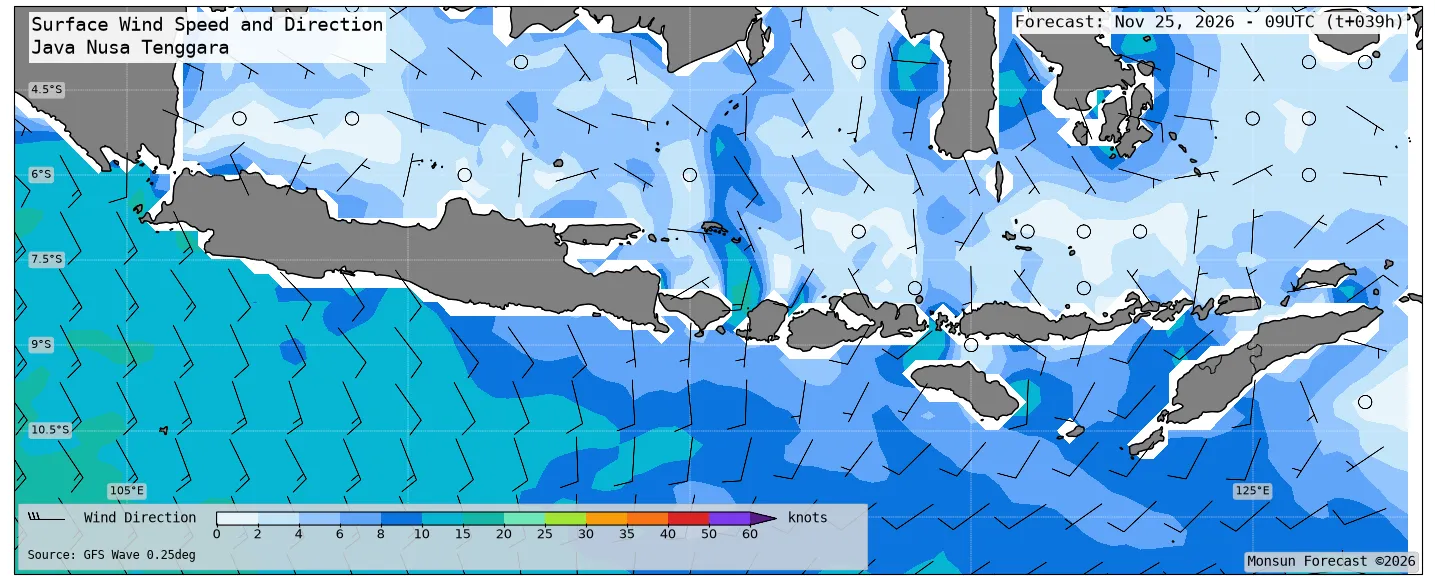 Surface Wind Speed and Direction
Java Nusa Tenggara
Forecast: Nov 25, 2026 - 09UTC (t+039h)
4.5°S
6°S
7.5°S
9°S
10.5°S
105°E
125°E
Wind Direction
0 2 4 6 8 10 15 20 25 30 35 40 50 60
knots
Source: GFS Wave 0.25deg
Monsun Forecast ©2026